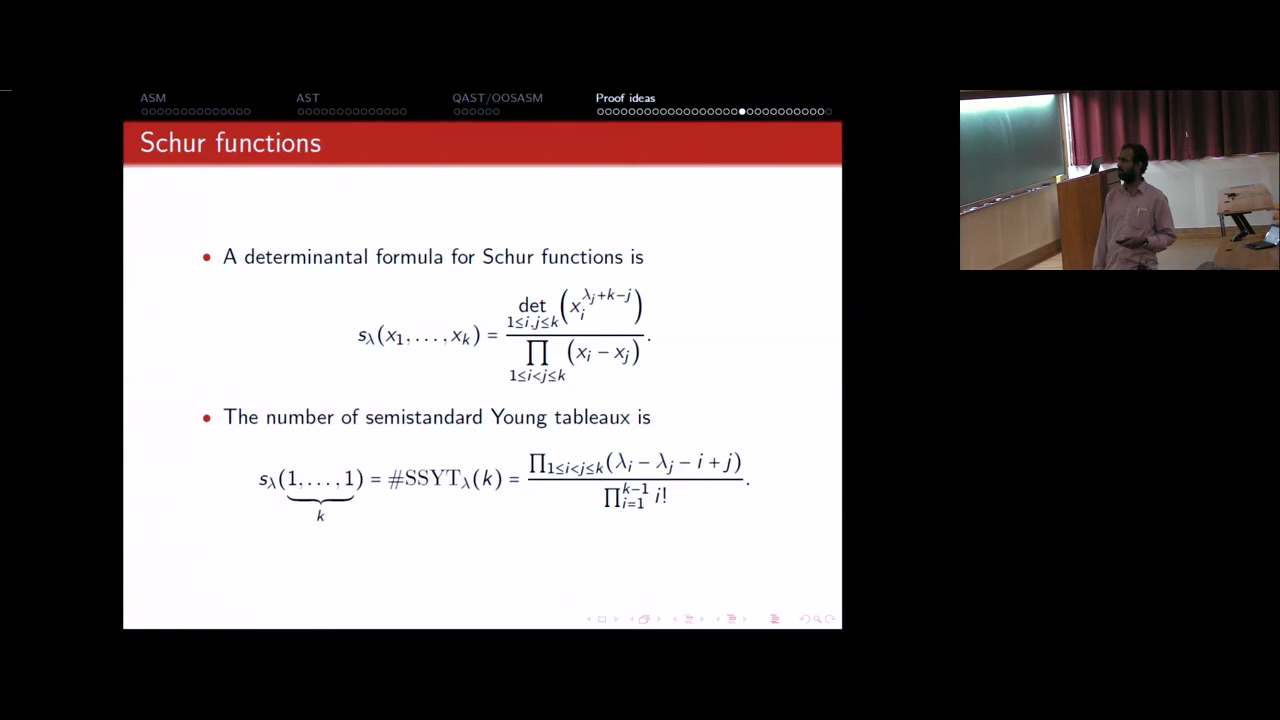 ASM AST QAST/OOSASM Proof ideas
Schur functions
• A determinantal formula for Schur functions is
s_λ(x_1, . . . , x_k) = det_{1≤i,j≤k} (x_i^{λ_j+k−j}) / ∏_{1≤i<j≤k} (x_i − x_j).
• The number of semistandard Young tableaux is
s_λ(1, . . . , 1) = #SSYT_λ(k) = ∏_{1≤i<j≤k}(λ_i − λ_j − i + j) / ∏_{i=1}^{k−1} i!.
k